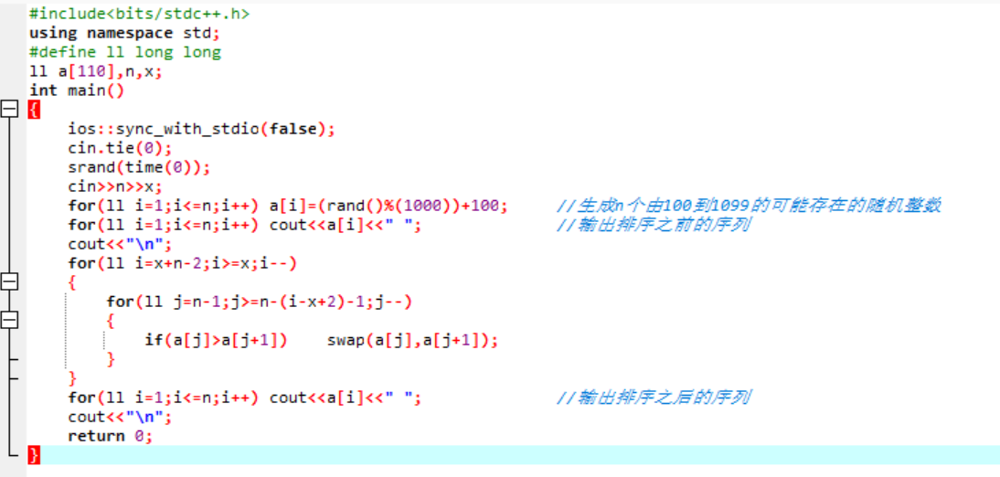 #include<bits/stdc++.h>
using namespace std;
#define ll long long
ll a[110],n,x;
int main()
{
    ios::sync_with_stdio(false);
    cin.tie(0);
    srand(time(0));
    cin>>n>>x;
    for(ll i=1;i<=n;i++) a[i]=(rand()%(1000))+100;     //生成n个由100到1099的可能存在的随机整数
    for(ll i=1;i<=n;i++) cout<<a[i]<<" ";              //输出排序之前的序列
    cout<<"\n";
    for(ll i=x+n-2;i>=x;i--)
    {
        for(ll j=n-1;j>=n-(i-x+2)-1;j--)
        {
            if(a[j]>a[j+1])    swap(a[j],a[j+1]);
        }
    }
    for(ll i=1;i<=n;i++) cout<<a[i]<<" ";              //输出排序之后的序列
    cout<<"\n";
    return 0;
}